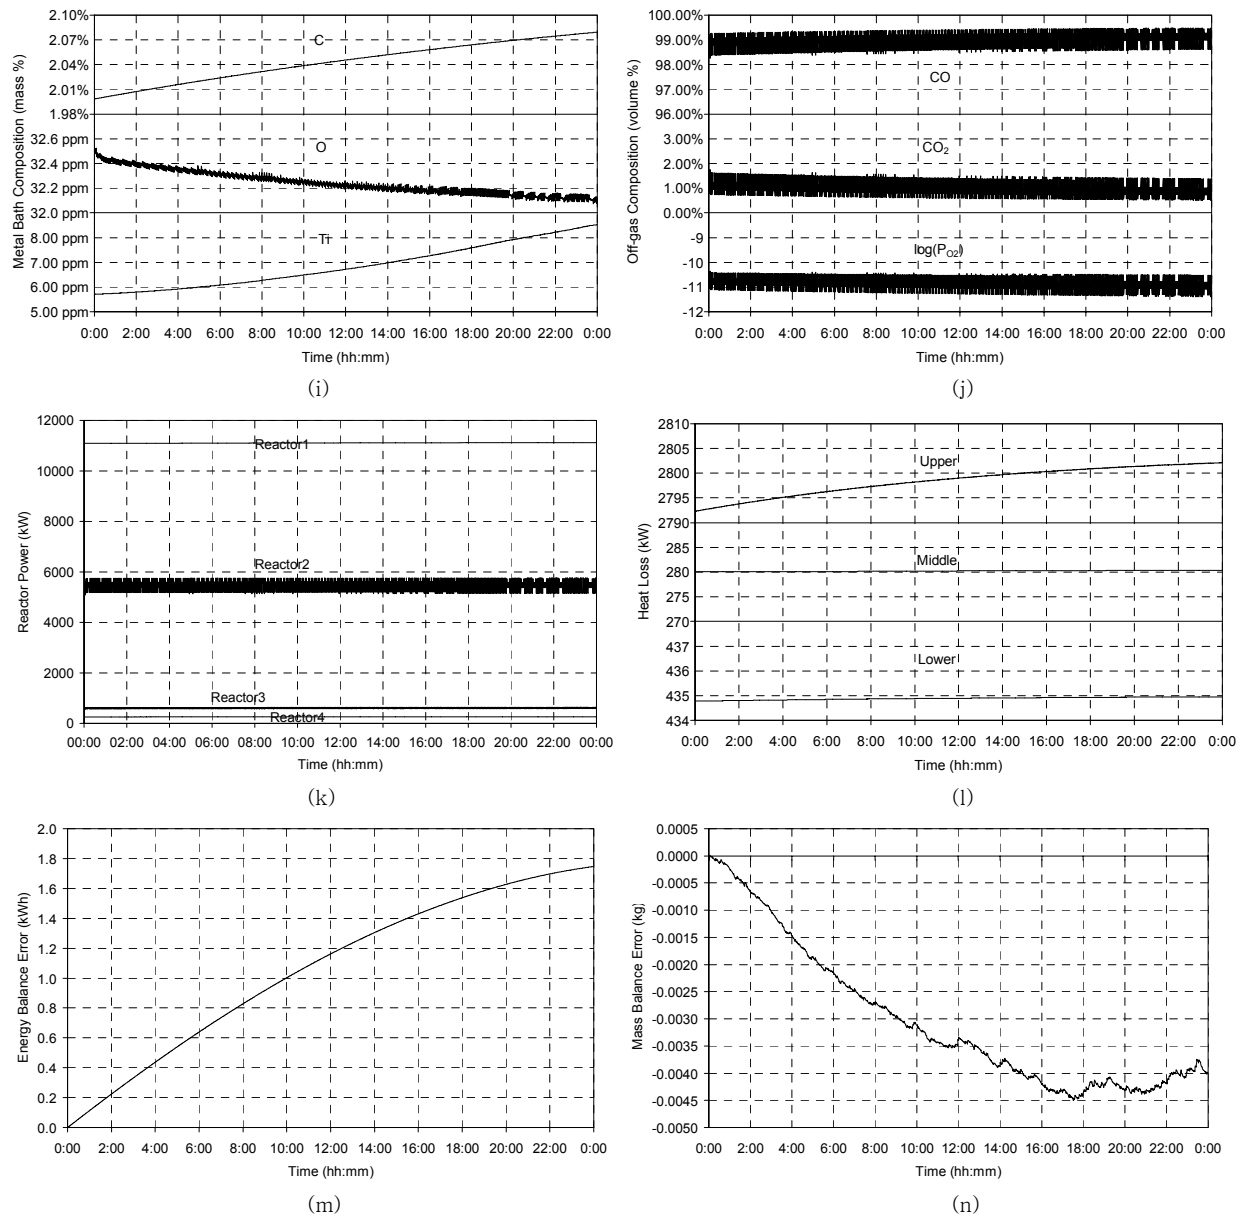 Metal Bath Composition (mass %)
2.10%
2.07%
2.04%
2.01%
1.98%
32.6 ppm
32.4 ppm
32.2 ppm
32.0 ppm
8.00 ppm
7.00 ppm
6.00 ppm
5.00 ppm
C
O
Ti
0:00 2:00 4:00 6:00 8:00 10:00 12:00 14:00 16:00 18:00 20:00 22:00 0:00
Time (hh:mm)
(i)
Off-gas Composition (volume %)
100.00%
99.00%
98.00%
97.00%
96.00%
3.00%
2.00%
1.00%
0.00%
-9
-10
-11
-12
CO
CO2
log(PO2)
0:00 2:00 4:00 6:00 8:00 10:00 12:00 14:00 16:00 18:00 20:00 22:00 0:00
Time (hh:mm)
(j)
Reactor Power (kW)
12000
10000
8000
6000
4000
2000
0
Reactor1
Reactor2
Reactor3
Reactor4
00:00 02:00 04:00 06:00 08:00 10:00 12:00 14:00 16:00 18:00 20:00 22:00 00:00
Time (hh:mm)
(k)
Heat Loss (kW)
2810
2805
2800
2795
2790
285
280
275
270
437
436
435
434
Upper
Middle
Lower
0:00 2:00 4:00 6:00 8:00 10:00 12:00 14:00 16:00 18:00 20:00 22:00 0:00
Time (hh:mm)
(l)
Energy Balance Error (kWh)
2.0
1.8
1.6
1.4
1.2
1.0
0.8
0.6
0.4
0.2
0.0
0:00 2:00 4:00 6:00 8:00 10:00 12:00 14:00 16:00 18:00 20:00 22:00 0:00
Time (hh:mm)
(m)
Mass Balance Error (kg)
0.0005
0.0000
-0.0005
-0.0010
-0.0015
-0.0020
-0.0025
-0.0030
-0.0035
-0.0040
-0.0045
-0.0050
0:00 2:00 4:00 6:00 8:00 10:00 12:00 14:00 16:00 18:00 20:00 22:00 0:00
Time (hh:mm)
(n)